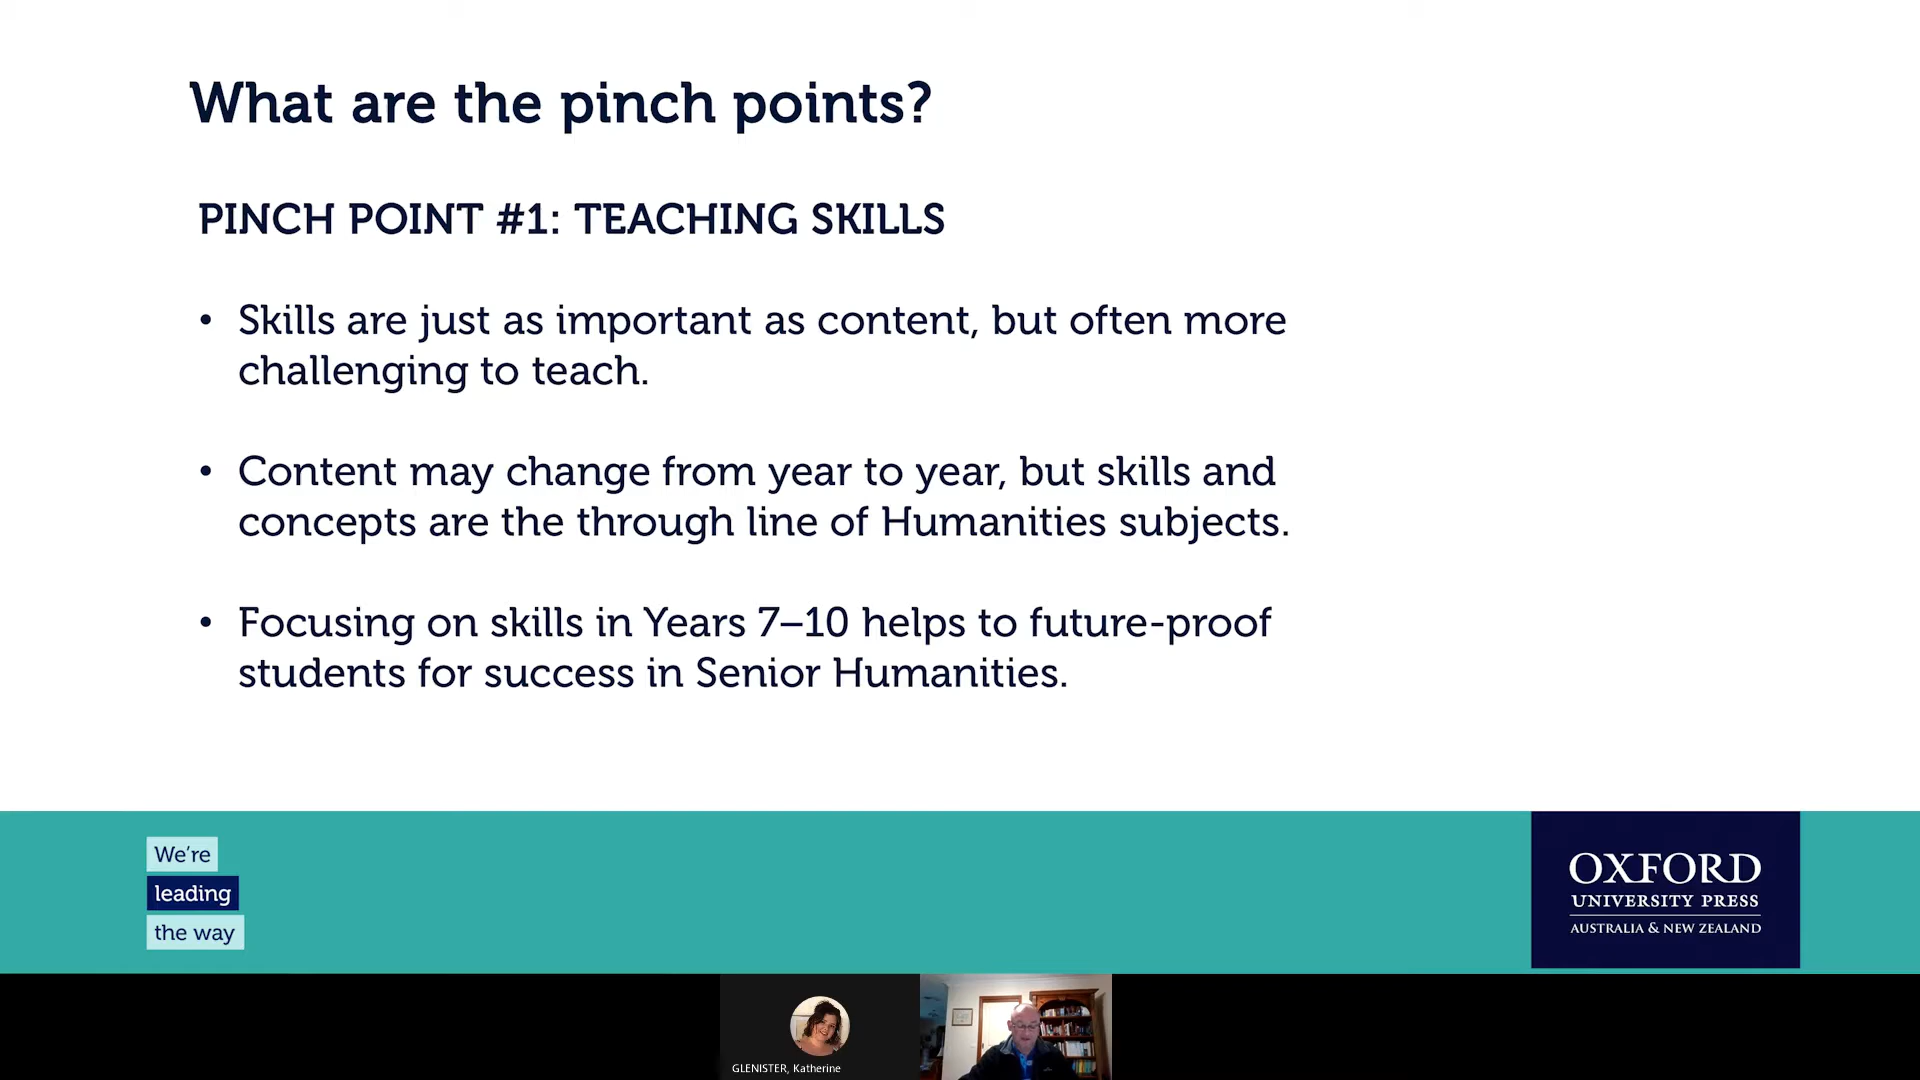 What are the pinch points?
PINCH POINT #1: TEACHING SKILLS
• Skills are just as important as content, but often more
challenging to teach.
• Content may change from year to year, but skills and
concepts are the through line of Humanities subjects.
• Focusing on skills in Years 7–10 helps to future-proof
students for success in Senior Humanities.
We're
leading
the way
OXFORD
UNIVERSITY PRESS
AUSTRALIA & NEW ZEALAND
GLENISTER, Katherine